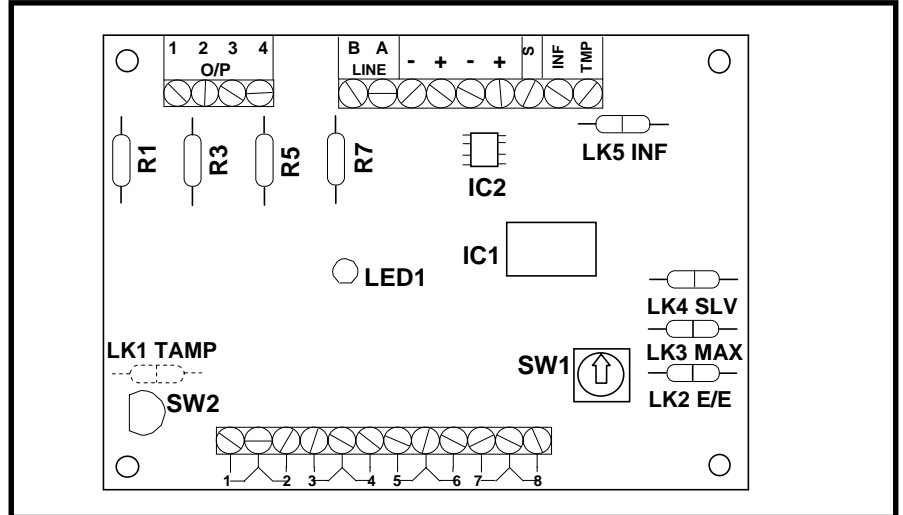 1 2 3 4
O/P
B A
LINE
- + - +
S
INF
TMP
R1
R3
R5
R7
IC2
LK5 INF
IC1
LED1
LK4 SLV
LK3 MAX
LK2 E/E
SW1
LK1 TAMP
SW2
1 2 3 4 5 6 7 8